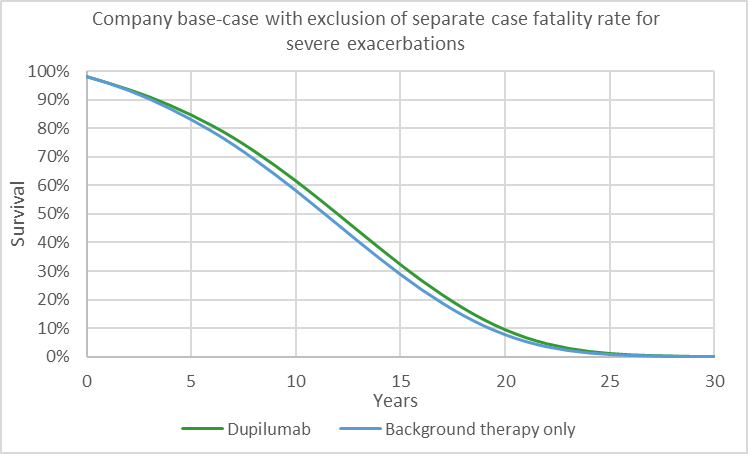 Company base-case with exclusion of separate case fatality rate for
severe exacerbations
100%
90%
80%
70%
60%
50%
40%
30%
20%
10%
0%
Survival
0 5 10 15 20 25 30
Years
Dupilumab Background therapy only